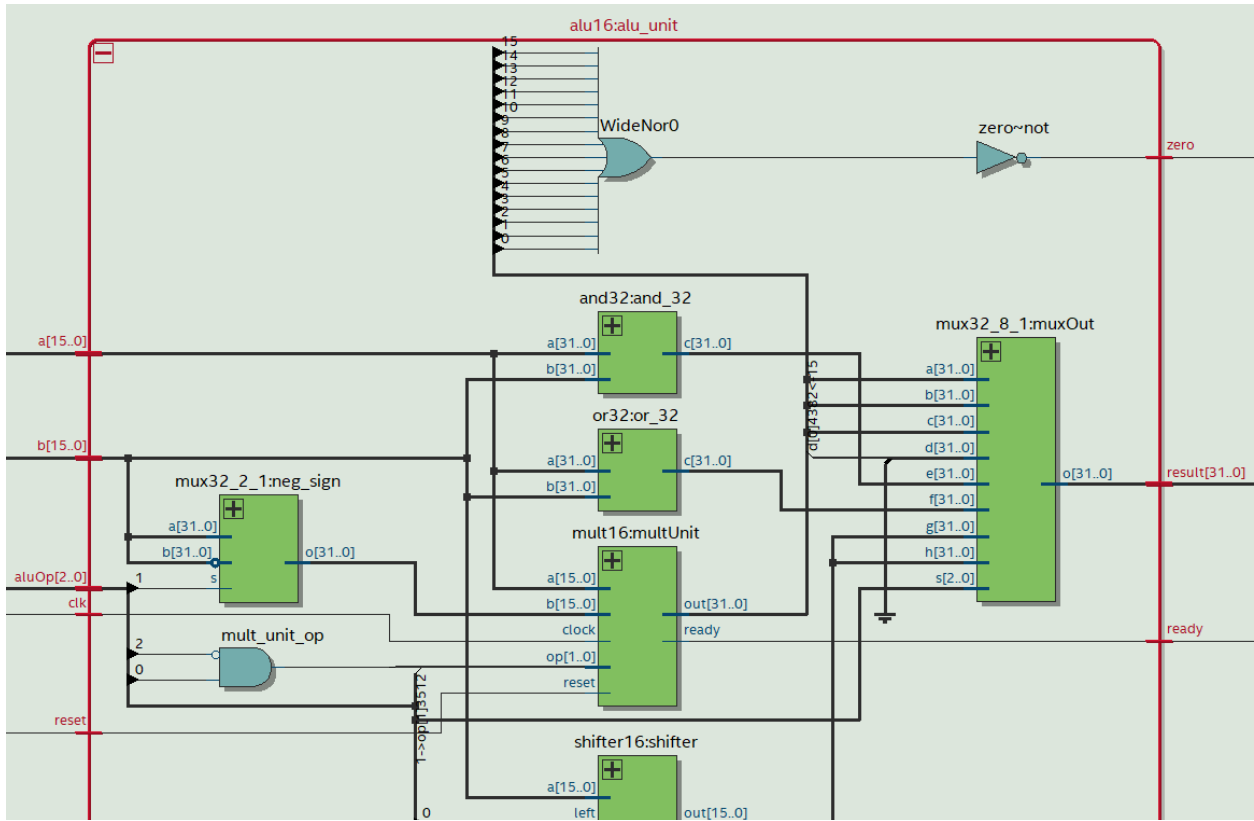 alu16:alu_unit
15
14
13
12
11
10
9
8
7
6
5
4
3
2
1
0
WideNor0
zero~not
zero
and32:and_32
a[31..0]
b[31..0]
c[31..0]
mux32_8_1:muxOut
a[31..0]
b[31..0]
c[31..0]
d[31..0]
e[31..0]
f[31..0]
g[31..0]
h[31..0]
s[2..0]
o[31..0]
result[31..0]
a[15..0]
b[15..0]
or32:or_32
a[31..0]
b[31..0]
c[31..0]
mux32_2_1:neg_sign
a[31..0]
b[31..0]
s
o[31..0]
aluOp[2..0]
1
clk
mult16:multUnit
a[15..0]
b[15..0]
clock
op[1..0]
reset
out[31..0]
ready
ready
mult_unit_op
2
0
reset
shifter16:shifter
a[15..0]
left
out[15..0]
0